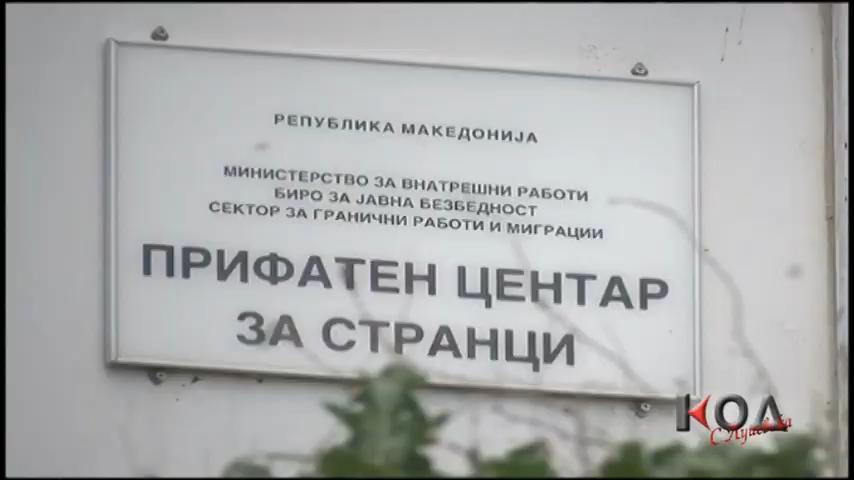 РЕПУБЛИКА МАКЕДОНИЈА
МИНИСТЕРСТВО ЗА ВНАТРЕШНИ РАБОТИ
БИРО ЗА ЈАВНА БЕЗБЕДНОСТ
СЕКТОР ЗА ГРАНИЧНИ РАБОТИ И МИГРАЦИИ
ПРИФАТЕН ЦЕНТАР
ЗА СТРАНЦИ
КОД